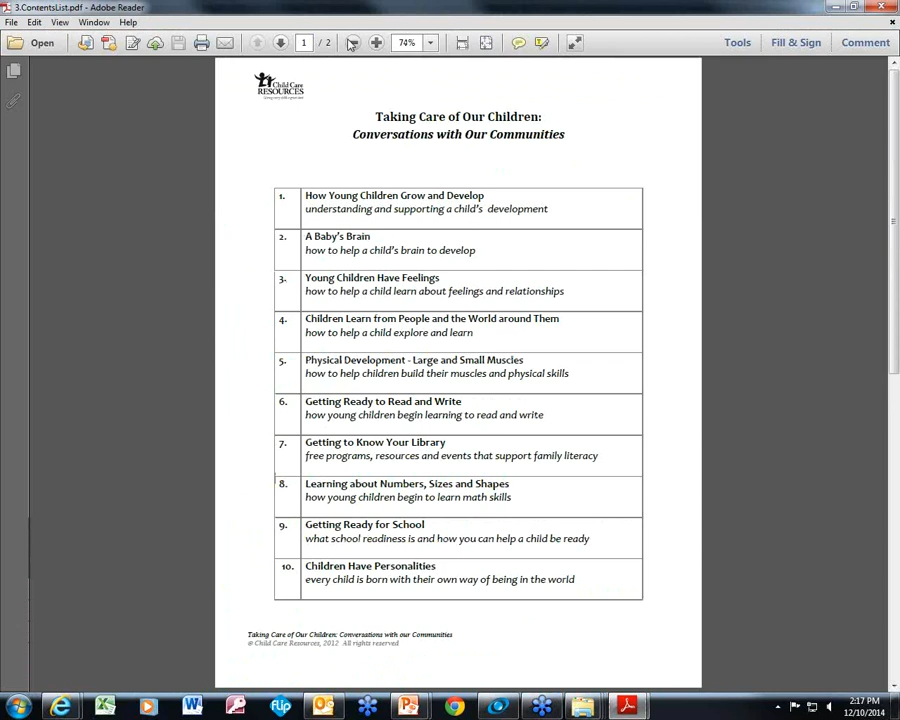 3.ContentsList.pdf - Adobe Reader
File Edit View Window Help
Open 1 / 2 74% Tools Fill & Sign Comment
Child Care
RESOURCES
Taking Care of Our Children:
Conversations with Our Communities
1. How Young Children Grow and Develop
understanding and supporting a child's development
2. A Baby's Brain
how to help a child's brain to develop
3. Young Children Have Feelings
how to help a child learn about feelings and relationships
4. Children Learn from People and the World around Them
how to help a child explore and learn
5. Physical Development - Large and Small Muscles
how to help children build their muscles and physical skills
6. Getting Ready to Read and Write
how young children begin learning to read and write
7. Getting to Know Your Library
free programs, resources and events that support family literacy
8. Learning about Numbers, Sizes and Shapes
how young children begin to learn math skills
9. Getting Ready for School
what school readiness is and how you can help a child be ready
10. Children Have Personalities
every child is born with their own way of being in the world
Taking Care of Our Children: Conversations with our Communities
© Child Care Resources, 2012 All rights reserved
flip
2:17 PM
12/10/2014